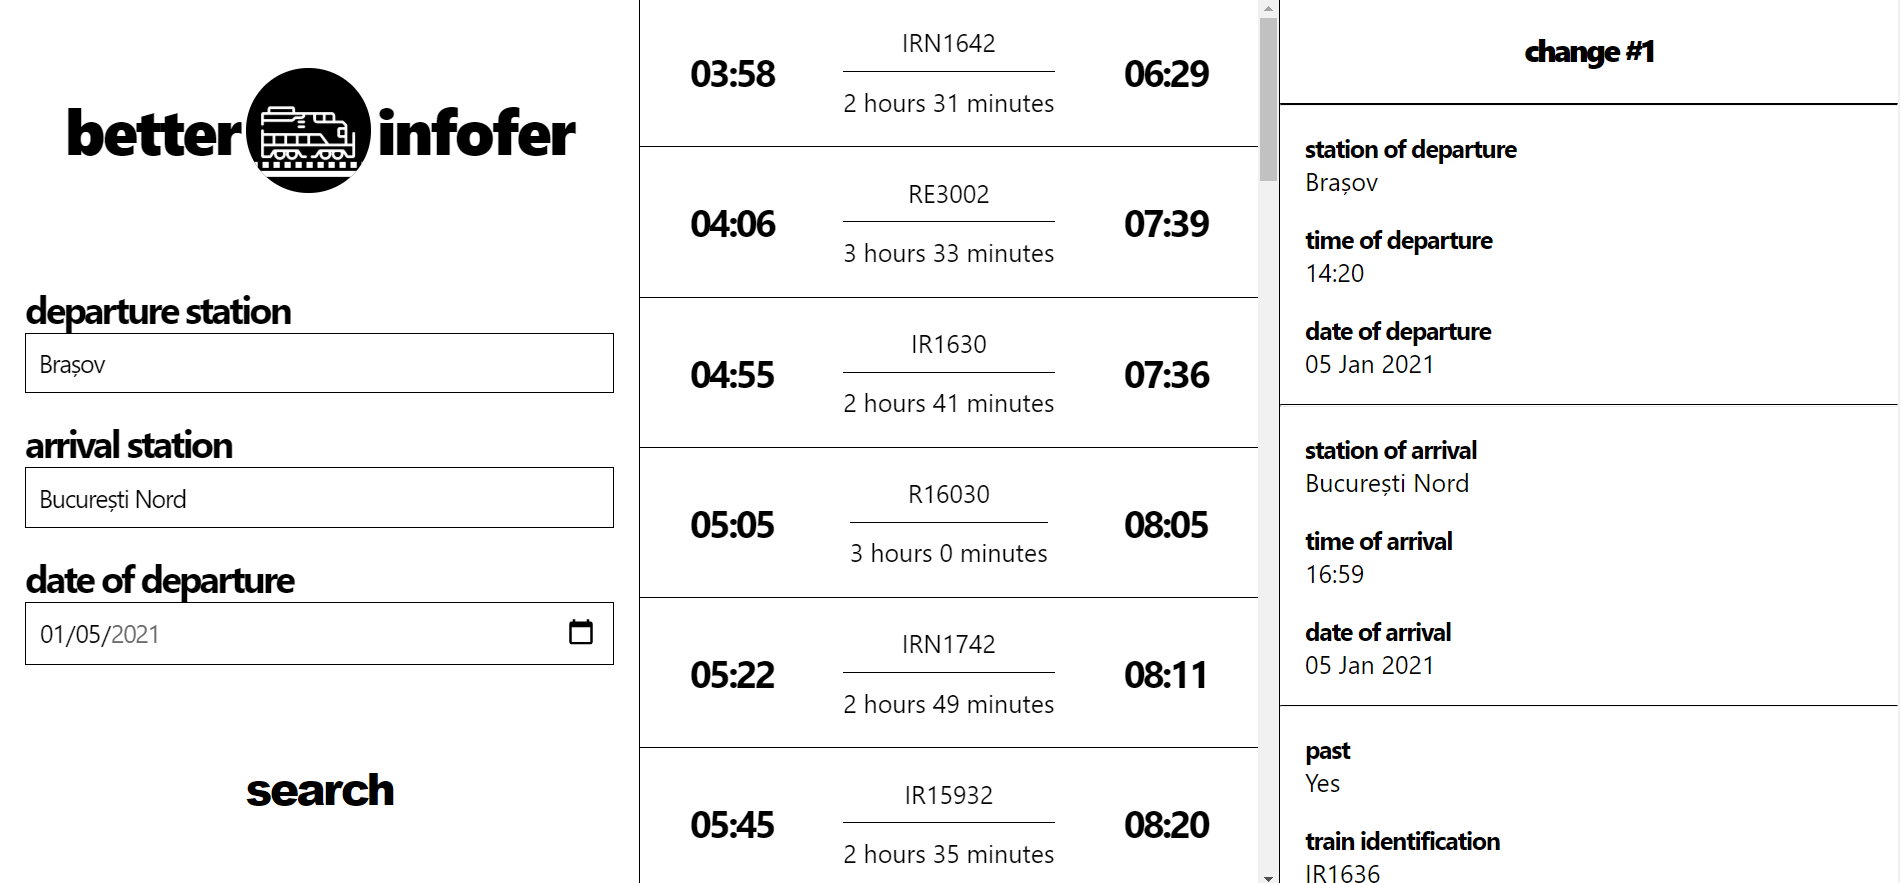 better infofer
departure station
Brașov
arrival station
București Nord
date of departure
01/05/2021
search
IRN1642
03:58
06:29
2 hours 31 minutes
RE3002
04:06
07:39
3 hours 33 minutes
IR1630
04:55
07:36
2 hours 41 minutes
R16030
05:05
08:05
3 hours 0 minutes
IRN1742
05:22
08:11
2 hours 49 minutes
IR15932
05:45
08:20
2 hours 35 minutes
change #1
station of departure
Brașov
time of departure
14:20
date of departure
05 Jan 2021
station of arrival
București Nord
time of arrival
16:59
date of arrival
05 Jan 2021
past
Yes
train identification
IR1636